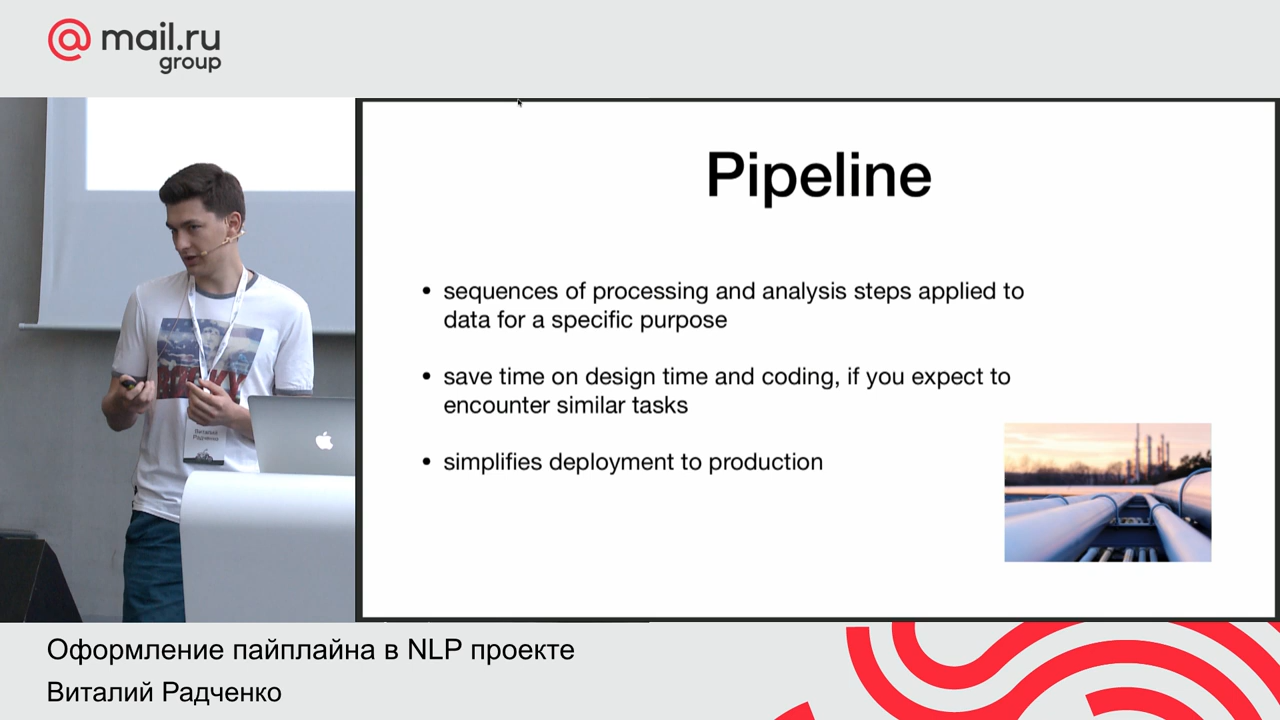 mail.ru
group
Pipeline
• sequences of processing and analysis steps applied to
data for a specific purpose
• save time on design time and coding, if you expect to
encounter similar tasks
• simplifies deployment to production
Виталий
Радченко
Оформление пайплайна в NLP проекте
Виталий Радченко